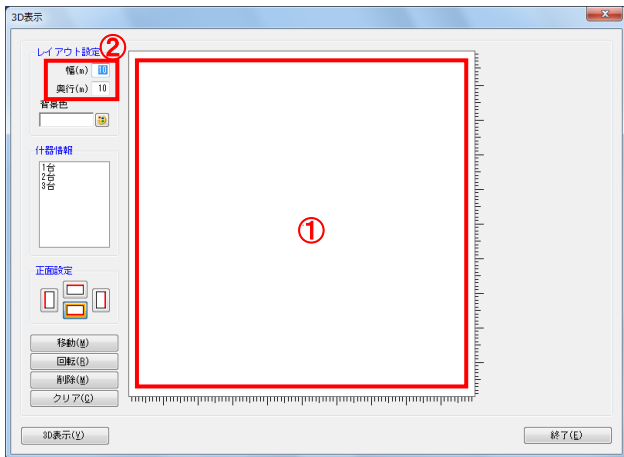 3D表示
レイアウト設定
②
幅(m) 10
奥行(m) 10
背景色
什器情報
1台
2台
3台
①
正面設定
移動(M)
回転(R)
削除(M)
クリア(C)
3D表示(Y)
終了(E)